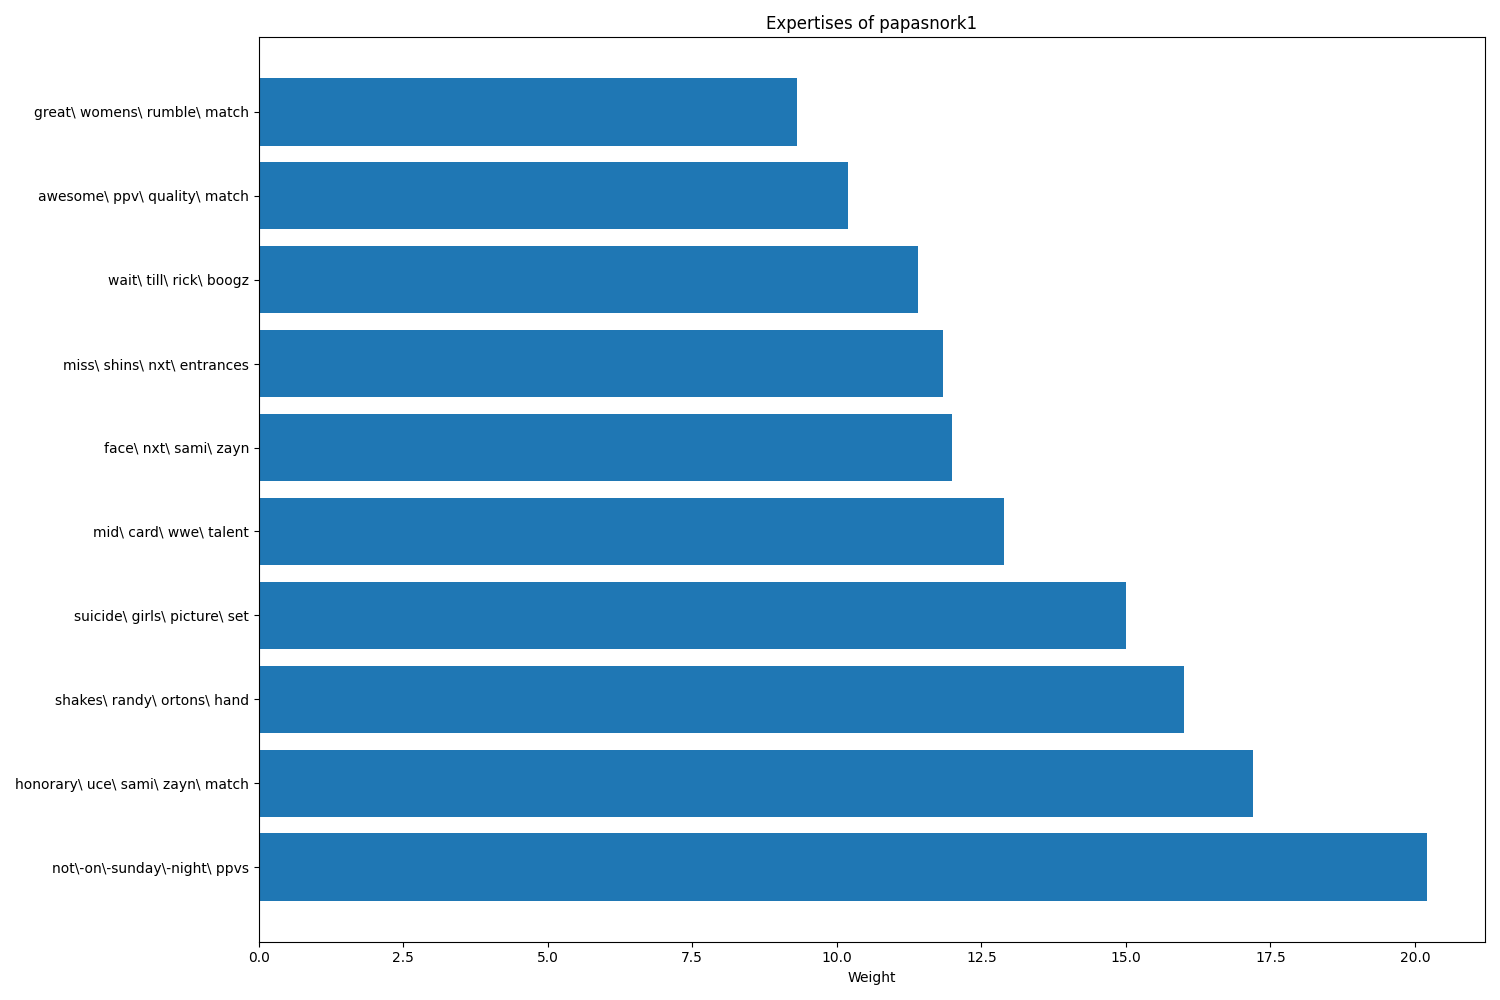 Expertises of papasnork1
great\ womens\ rumble\ match
awesome\ ppv\ quality\ match
wait\ till\ rick\ boogz
miss\ shins\ nxt\ entrances
face\ nxt\ sami\ zayn
mid\ card\ wwe\ talent
suicide\ girls\ picture\ set
shakes\ randy\ ortons\ hand
honorary\ uce\ sami\ zayn\ match
not\-on\-sunday\-night\ ppvs
0.0 2.5 5.0 7.5 10.0 12.5 15.0 17.5 20.0
Weight